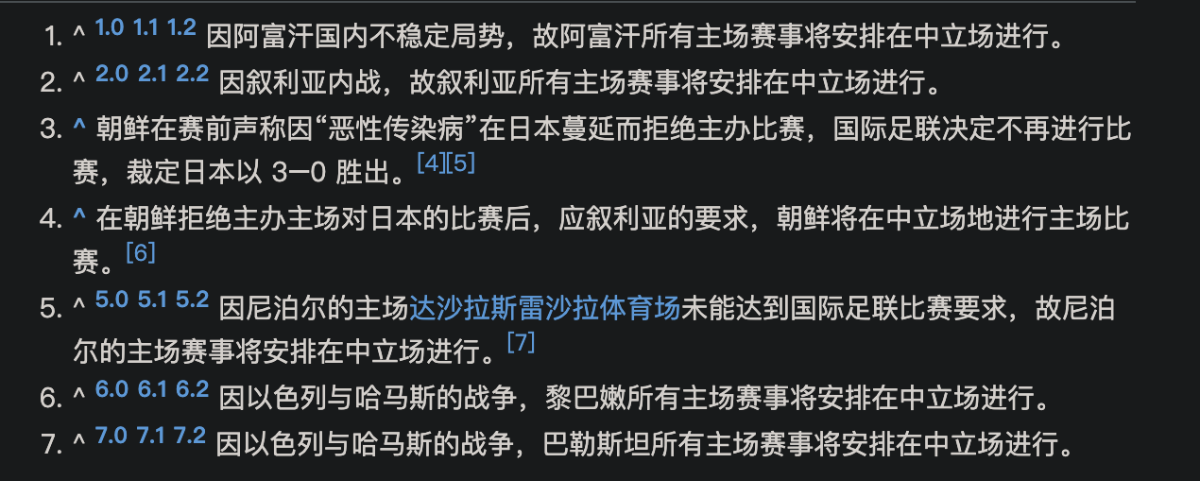 1. ^ 1.0 1.1 1.2 因阿富汗国内不稳定局势，故阿富汗所有主场赛事将安排在中立场进行。
2. ^ 2.0 2.1 2.2 因叙利亚内战，故叙利亚所有主场赛事将安排在中立场进行。
3. ^ 朝鲜在赛前声称因“恶性传染病”在日本蔓延而拒绝主办比赛，国际足联决定不再进行比
赛，裁定日本以 3–0 胜出。[4][5]
4. ^ 在朝鲜拒绝主办主场对日本的比赛后，应叙利亚的要求，朝鲜将在中立场地进行主场比
赛。[6]
5. ^ 5.0 5.1 5.2 因尼泊尔的主场达沙拉斯雷沙拉体育场未能达到国际足联比赛要求，故尼泊
尔的主场赛事将安排在中立场进行。[7]
6. ^ 6.0 6.1 6.2 因以色列与哈马斯的战争，黎巴嫩所有主场赛事将安排在中立场进行。
7. ^ 7.0 7.1 7.2 因以色列与哈马斯的战争，巴勒斯坦所有主场赛事将安排在中立场进行。